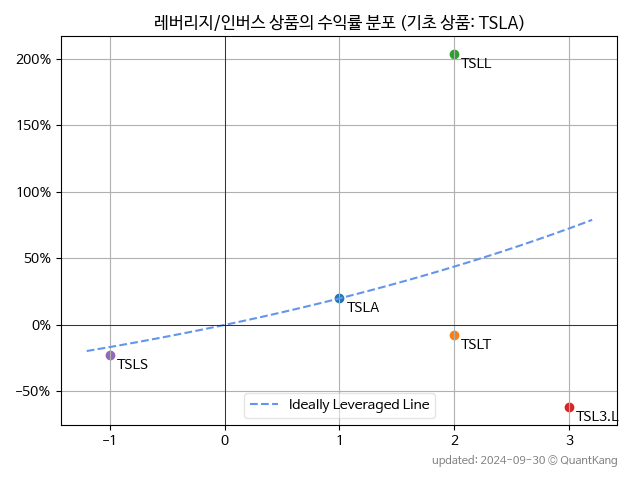 레버리지/인버스 상품의 수익률 분포 (기초 상품: TSLA)
200%
TSLL
150%
100%
50%
TSLA
0%
TSLT
TSLS
−50%
Ideally Leveraged Line
TSL3.L
−1 0 1 2 3
updated: 2024-09-30 © QuantKang